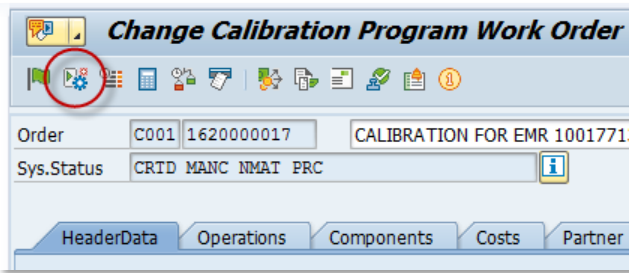 Change Calibration Program Work Order
Order C001 1620000017 CALIBRATION FOR EMR 1001771
Sys.Status CRTD MANC NMAT PRC
HeaderData Operations Components Costs Partner